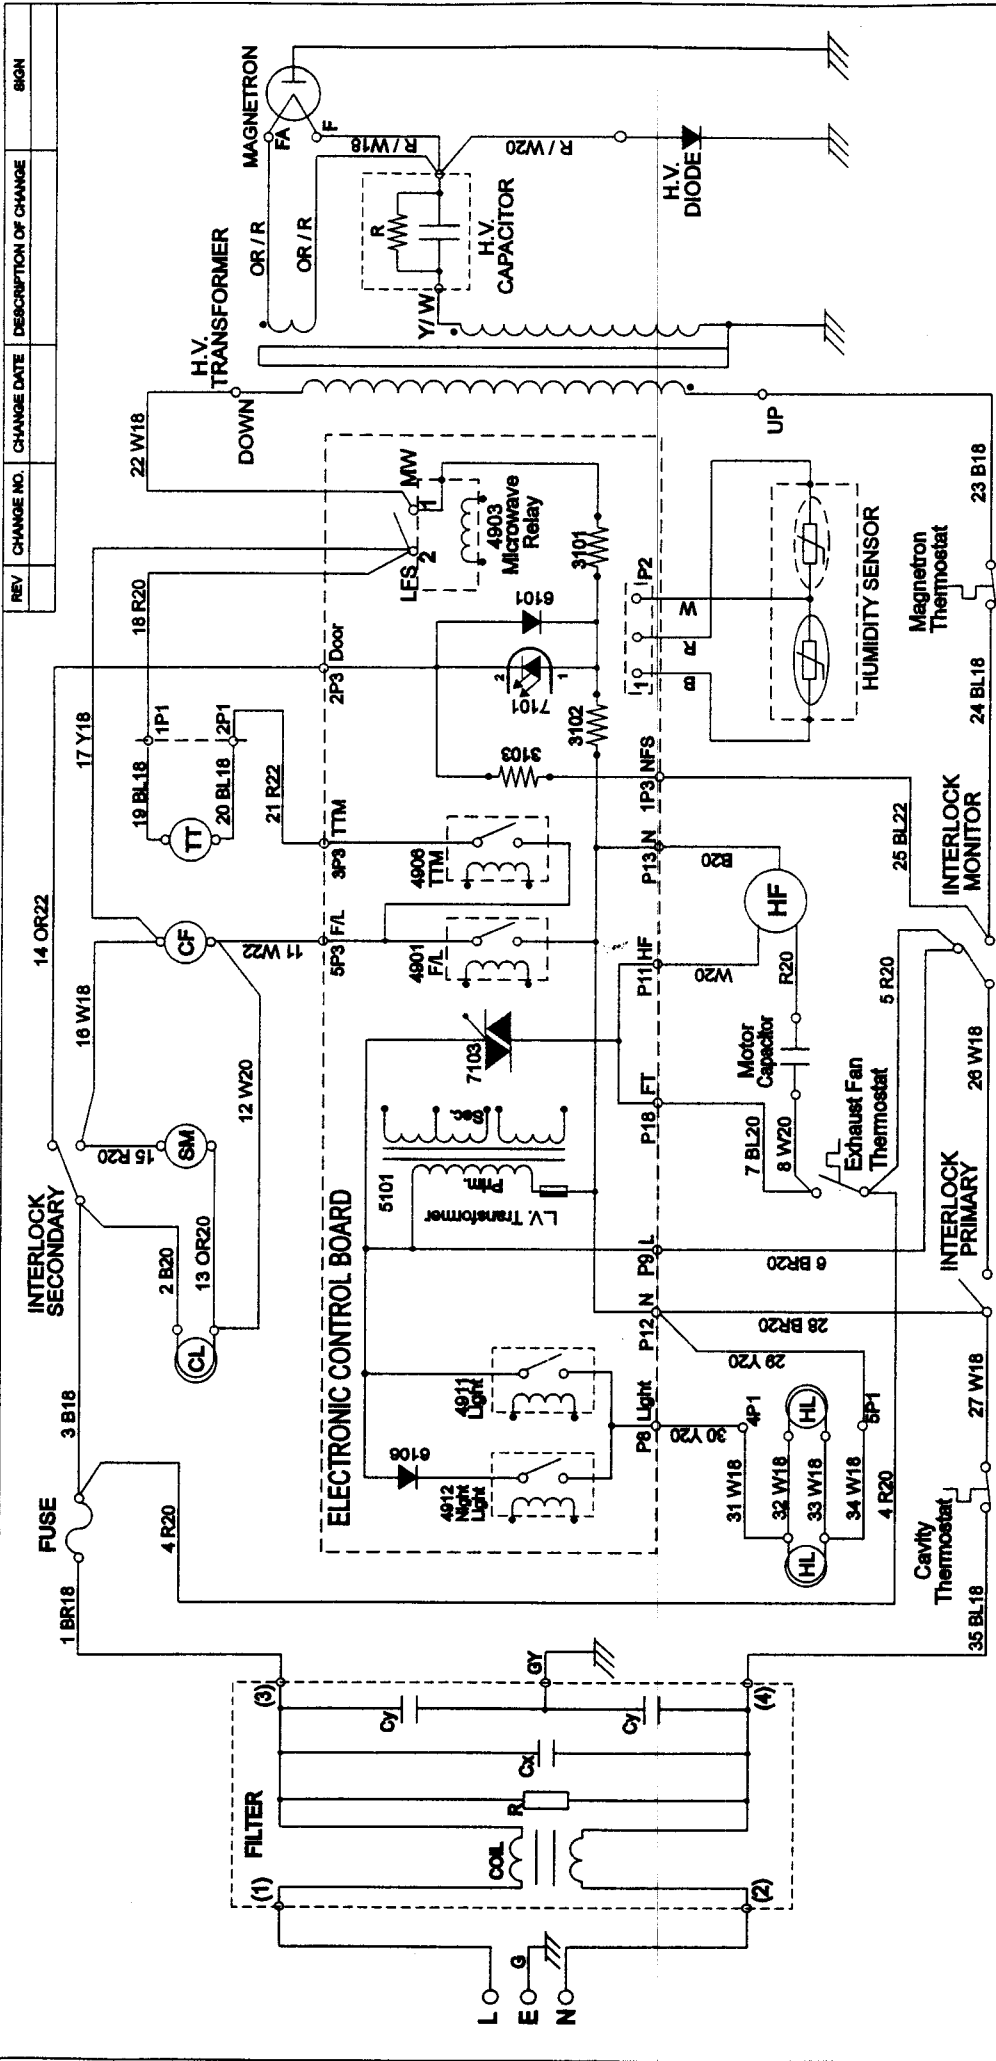 REV CHANGE NO. CHANGE DATE DESCRIPTION OF CHANGE SIGN
L
E
N
G
FILTER
(1)
(2)
(3)
(4)
COIL
R
Cx
Cy
Cy
GY
1 BR18
FUSE
4 R20
3 B18
INTERLOCK
SECONDARY
2 B20
13 OR20
CL
12 W20
15 R20
SM
16 W18
14 OR22
CF
11 W22
17 Y18
TT
19 BL18
20 BL18
21 R22
1P1
2P1
18 R20
22 W18
H.V.
TRANSFORMER
DOWN
UP
OR / R
OR / R
MAGNETRON
FA
F
R / W18
R / W20
R
H.V.
CAPACITOR
Y / W
H.V.
DIODE
ELECTRONIC CONTROL BOARD
5P3 F/L
3P3 TTM
2P3 Door
LES
2
1
MW
4903
Microwave
Relay
4912
Night
Light
6108
4911
Light
5101
L.V. Transformer
Prim.
Sec.
7103
4901
F/L
4906
TTM
3103
3102
7101
2
1
6101
3101
P8 Light
P12 N
P9 L
P18 FT
P11 HF
P13 N
1P3 NFS
1
P2
B
R
W
HUMIDITY SENSOR
30 Y20
29 Y20
28 BR20
6 BR20
4P1
5P1
31 W18
32 W18
33 W18
34 W18
4 R20
HL
HL
7 BL20
8 W20
Motor
Capacitor
Exhaust Fan
Thermostat
W20
R20
B20
HF
5 R20
25 BL22
35 BL18
Cavity
Thermostat
27 W18
INTERLOCK
PRIMARY
26 W18
INTERLOCK
MONITOR
24 BL18
Magnetron
Thermostat
23 B18